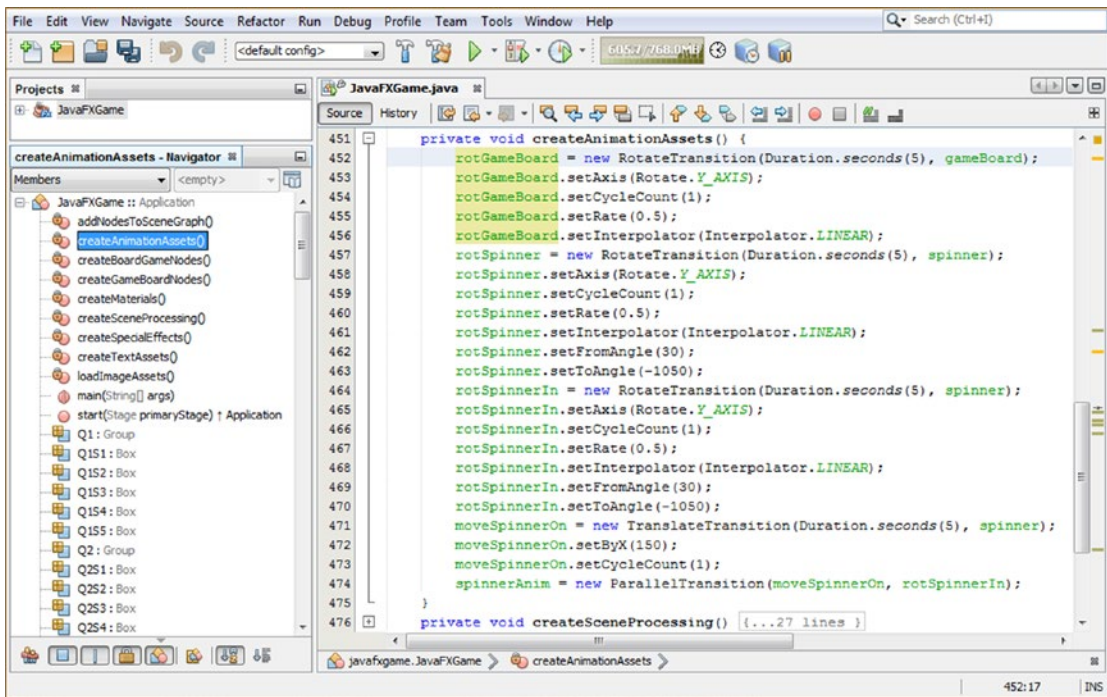 File Edit View Navigate Source Refactor Run Debug Profile Team Tools Window Help
Search (Ctrl+I)
<default config>
605.7/768.0MB
Projects
JavaFXGame
createAnimationAssets - Navigator
Members
<empty>
JavaFXGame :: Application
addNodesToSceneGraph()
createAnimationAssets()
createBoardGameNodes()
createGameBoardNodes()
createMaterials()
createSceneProcessing()
createSpecialEffects()
createTextAssets()
loadImageAssets()
main(String[] args)
start(Stage primaryStage) ↑ Application
Q1 : Group
Q1S1 : Box
Q1S2 : Box
Q1S3 : Box
Q1S4 : Box
Q1S5 : Box
Q2 : Group
Q2S1 : Box
Q2S2 : Box
Q2S3 : Box
Q2S4 : Box
JavaFXGame.java
Source History
451 private void createAnimationAssets() {
452 rotGameBoard = new RotateTransition(Duration.seconds(5), gameBoard);
453 rotGameBoard.setAxis(Rotate.Y_AXIS);
454 rotGameBoard.setCycleCount(1);
455 rotGameBoard.setRate(0.5);
456 rotGameBoard.setInterpolator(Interpolator.LINEAR);
457 rotSpinner = new RotateTransition(Duration.seconds(5), spinner);
458 rotSpinner.setAxis(Rotate.Y_AXIS);
459 rotSpinner.setCycleCount(1);
460 rotSpinner.setRate(0.5);
461 rotSpinner.setInterpolator(Interpolator.LINEAR);
462 rotSpinner.setFromAngle(30);
463 rotSpinner.setToAngle(-1050);
464 rotSpinnerIn = new RotateTransition(Duration.seconds(5), spinner);
465 rotSpinnerIn.setAxis(Rotate.Y_AXIS);
466 rotSpinnerIn.setCycleCount(1);
467 rotSpinnerIn.setRate(0.5);
468 rotSpinnerIn.setInterpolator(Interpolator.LINEAR);
469 rotSpinnerIn.setFromAngle(30);
470 rotSpinnerIn.setToAngle(-1050);
471 moveSpinnerOn = new TranslateTransition(Duration.seconds(5), spinner);
472 moveSpinnerOn.setByX(150);
473 moveSpinnerOn.setCycleCount(1);
474 spinnerAnim = new ParallelTransition(moveSpinnerOn, rotSpinnerIn);
475 }
476 private void createSceneProcessing() {...27 lines }
javafxgame.JavaFXGame createAnimationAssets
452:17 INS